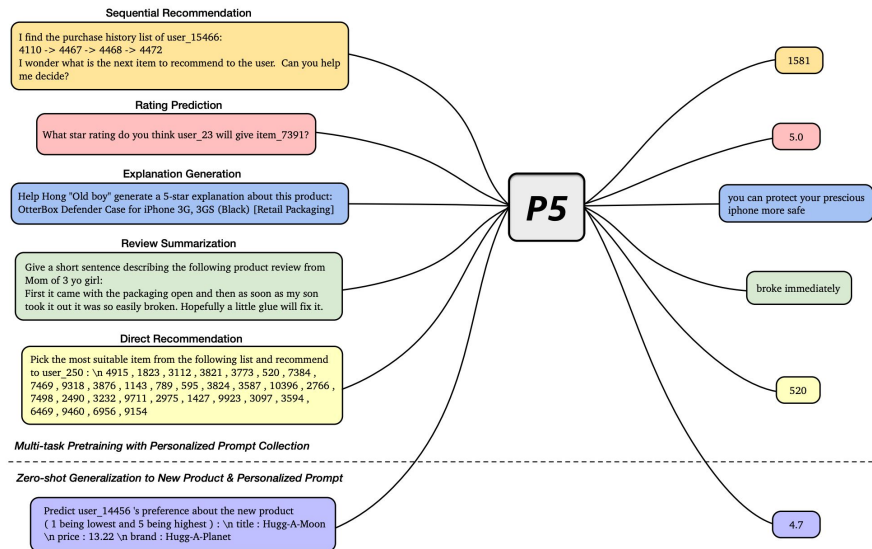 Sequential Recommendation
I find the purchase history list of user_15466:
4110 -> 4467 -> 4468 -> 4472
I wonder what is the next item to recommend to the user.  Can you help
me decide?
Rating Prediction
What star rating do you think user_23 will give item_7391?
Explanation Generation
Help Hong "Old boy" generate a 5-star explanation about this product:
OtterBox Defender Case for iPhone 3G, 3GS (Black) [Retail Packaging]
Review Summarization
Give a short sentence describing the following product review from
Mom of 3 yo girl:
First it came with the packaging open and then as soon as my son
took it out it was so easily broken. Hopefully a little glue will fix it.
Direct Recommendation
Pick the most suitable item from the following list and recommend
to user_250 : \n 4915 , 1823 , 3112 , 3821 , 3773 , 520 , 7384 ,
7469 , 9318 , 3876 , 1143 , 789 , 595 , 3824 , 3587 , 10396 , 2766 ,
7498 , 2490 , 3232 , 9711 , 2975 , 1427 , 9923 , 3097 , 3594 ,
6469 , 9460 , 6956 , 9154
Multi-task Pretraining with Personalized Prompt Collection
Zero-shot Generalization to New Product & Personalized Prompt
Predict user_14456 's preference about the new product
( 1 being lowest and 5 being highest ) : \n title : Hugg-A-Moon
\n price : 13.22 \n brand : Hugg-A-Planet
P5
1581
5.0
you can protect your prescious
iphone more safe
broke immediately
520
4.7